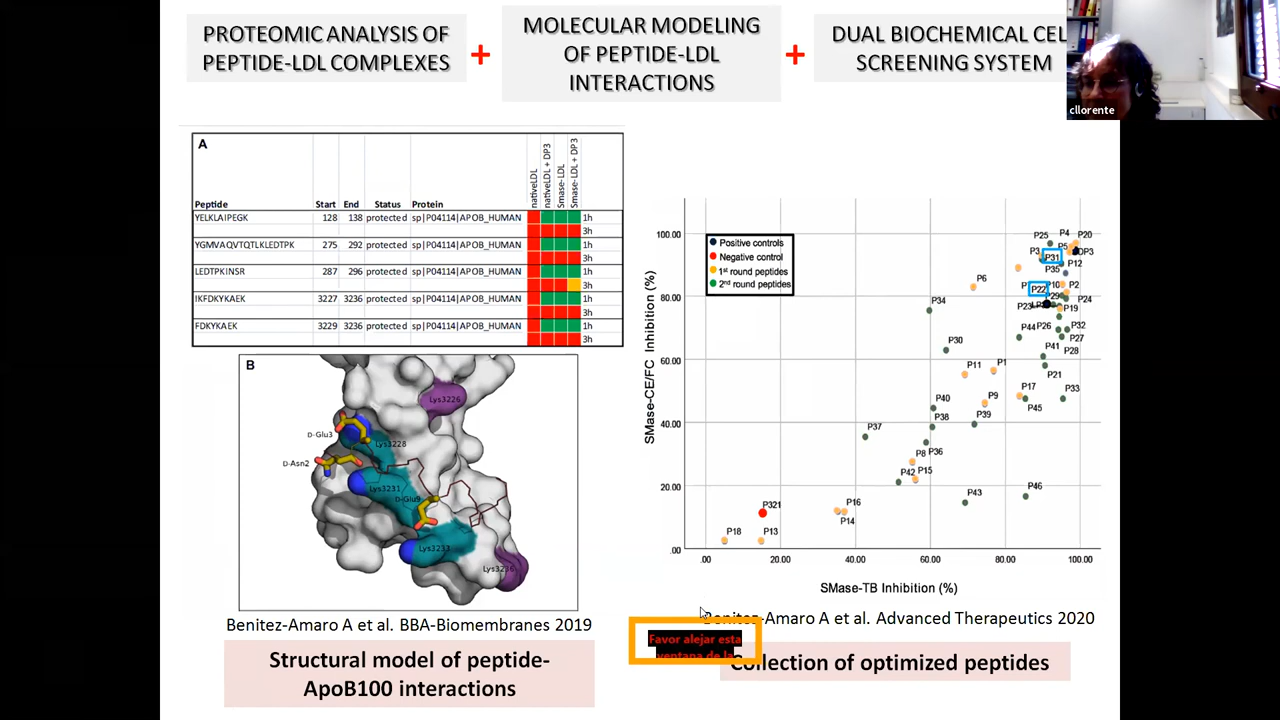 PROTEOMIC ANALYSIS OF
PEPTIDE-LDL COMPLEXES
+
MOLECULAR MODELING
OF PEPTIDE-LDL
INTERACTIONS
+
DUAL BIOCHEMICAL CEL
SCREENING SYSTEM
cllorente
A
nativeLDL
nativeLDL + DP3
Smase-LDL
Smase-LDL + DP3
Peptide Start End Status Protein
YELKLAIPEGK 128 138 protected sp|P04114|APOB_HUMAN 1h
3h
YGMVAQVTQTLKLEDTPK 275 292 protected sp|P04114|APOB_HUMAN 1h
3h
LEDTPKINSR 287 296 protected sp|P04114|APOB_HUMAN 1h
3h
IKFDKYKAEK 3227 3236 protected sp|P04114|APOB_HUMAN 1h
3h
FDKYKAEK 3229 3236 protected sp|P04114|APOB_HUMAN 1h
3h
B
Lys3226
D-Glu3
Lys3228
D-Asn2
Lys3231
D-Glu9
Lys3233
Lys3236
Benitez-Amaro A et al. BBA-Biomembranes 2019
Structural model of peptide-
ApoB100 interactions
SMase-CE/FC Inhibition (%)
100.00
80.00
60.00
40.00
20.00
.00
Positive controls
Negative control
1st round peptides
2nd round peptides
P25 P4 P20
P3 DP3
P31
P35 P12
P6
P22 P10 P2
P29 P24
P34 P23 P19
P44 P26 P32
P27
P30 P41 P28
P11 P1 P21
P17 P33
P9 P45
P40
P38 P39
P37
P36
P8
P42 P15
P43 P46
P321 P16
P14
P18 P13
.00 20.00 40.00 60.00 80.00 100.00
SMase-TB Inhibition (%)
Benitez-Amaro A et al. Advanced Therapeutics 2020
Favor alejar esta
ventana de la
Collection of optimized peptides